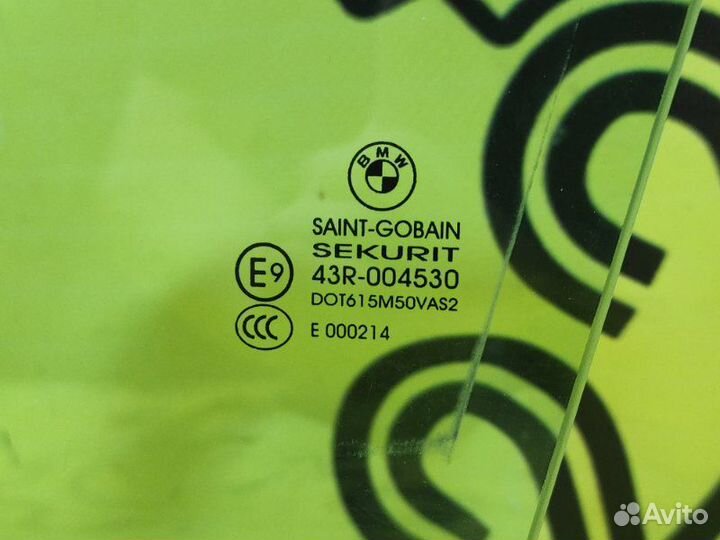 BMW
SAINT-GOBAIN
SEKURIT
E9 43R-004530
DOT615M50VAS2
CCC E 000214
Avito